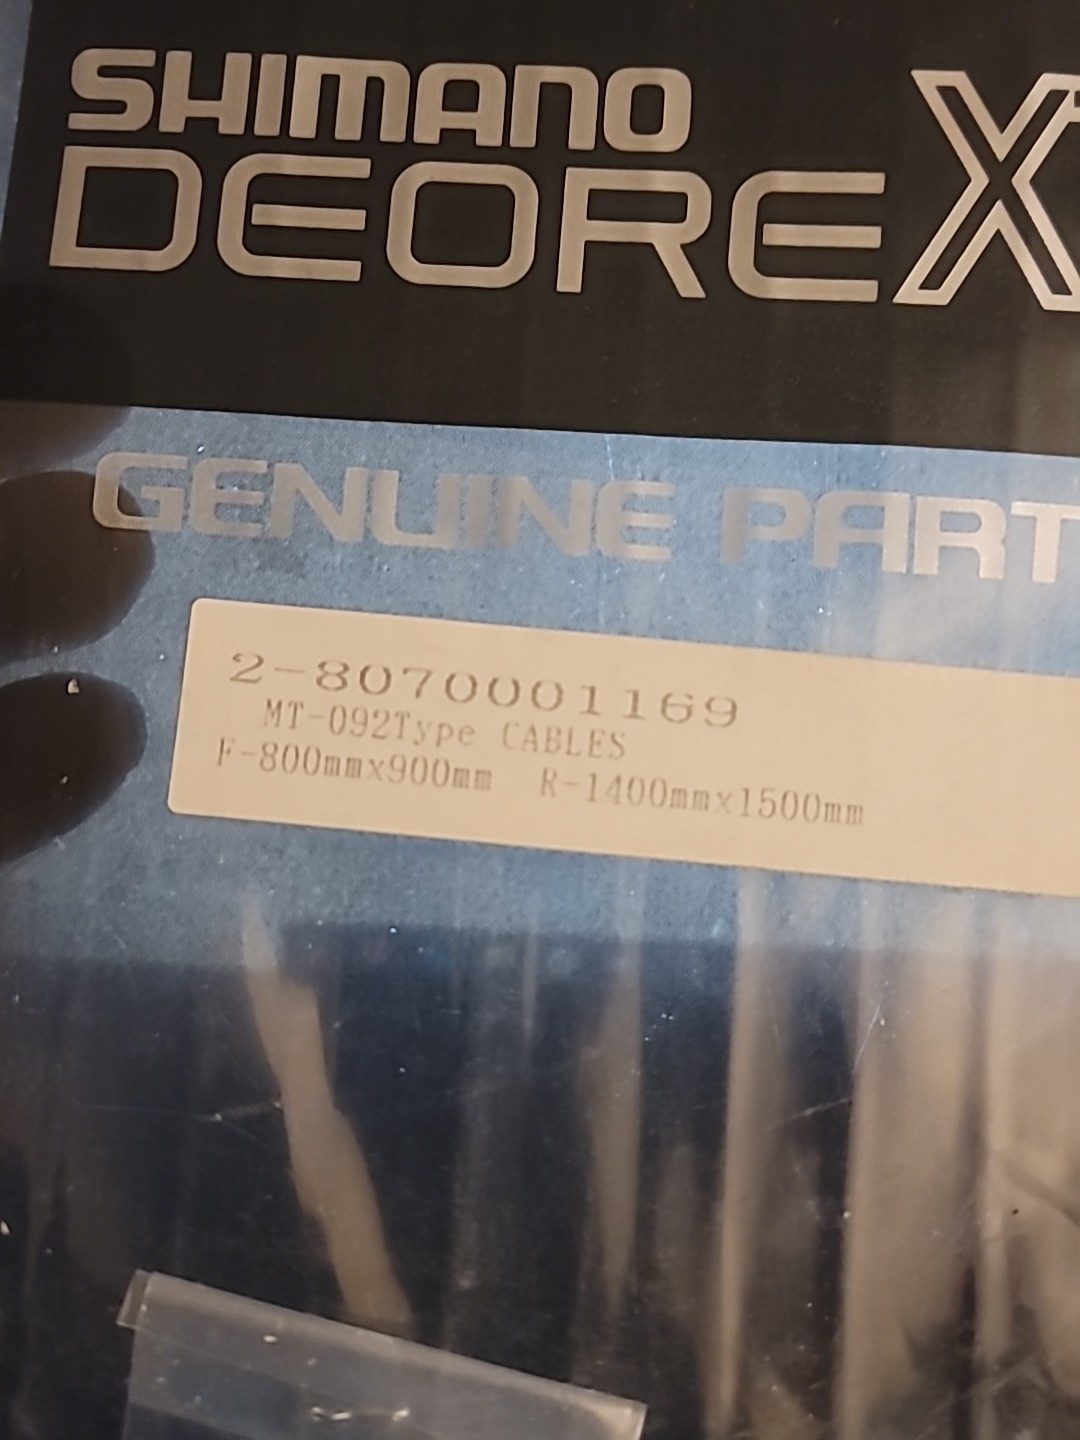 SHIMANO
DEORE X
GENUINE PART
2-8070001169
MT-092Type CABLES
F-800mmx900mm R-1400mmx1500mm